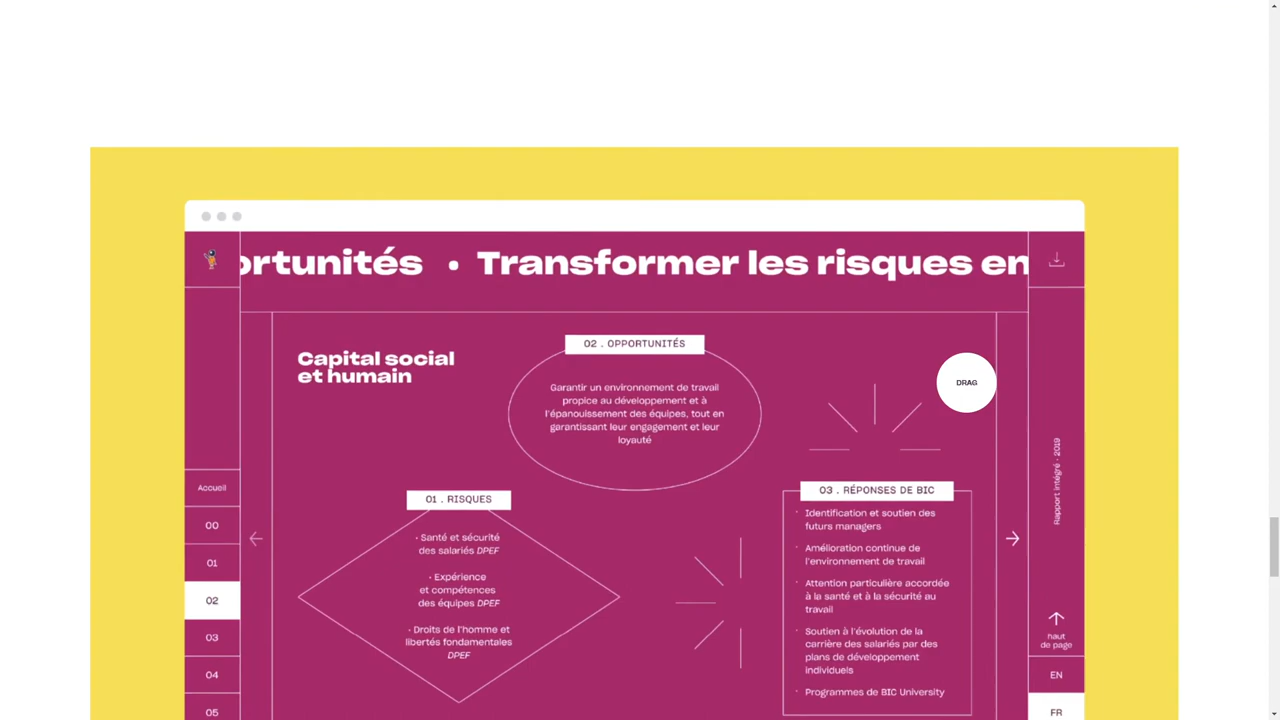 ortunités • Transformer les risques en
Capital social
et humain
02 . OPPORTUNITÉS
Garantir un environnement de travail
propice au développement et à
l'épanouissement des équipes, tout en
garantissant leur engagement et leur
loyauté
DRAG
01 . RISQUES
• Santé et sécurité
des salariés DPEF
• Expérience
et compétences
des équipes DPEF
• Droits de l'homme et
libertés fondamentales
DPEF
03 . RÉPONSES DE BIC
• Identification et soutien des
futurs managers
• Amélioration continue de
l'environnement de travail
• Attention particulière accordée
à la santé et à la sécurité au
travail
• Soutien à l'évolution de la
carrière des salariés par des
plans de développement
individuels
• Programmes de BIC University
Accueil
00
01
02
03
04
05
Rapport intégré - 2019
haut
de page
EN
FR